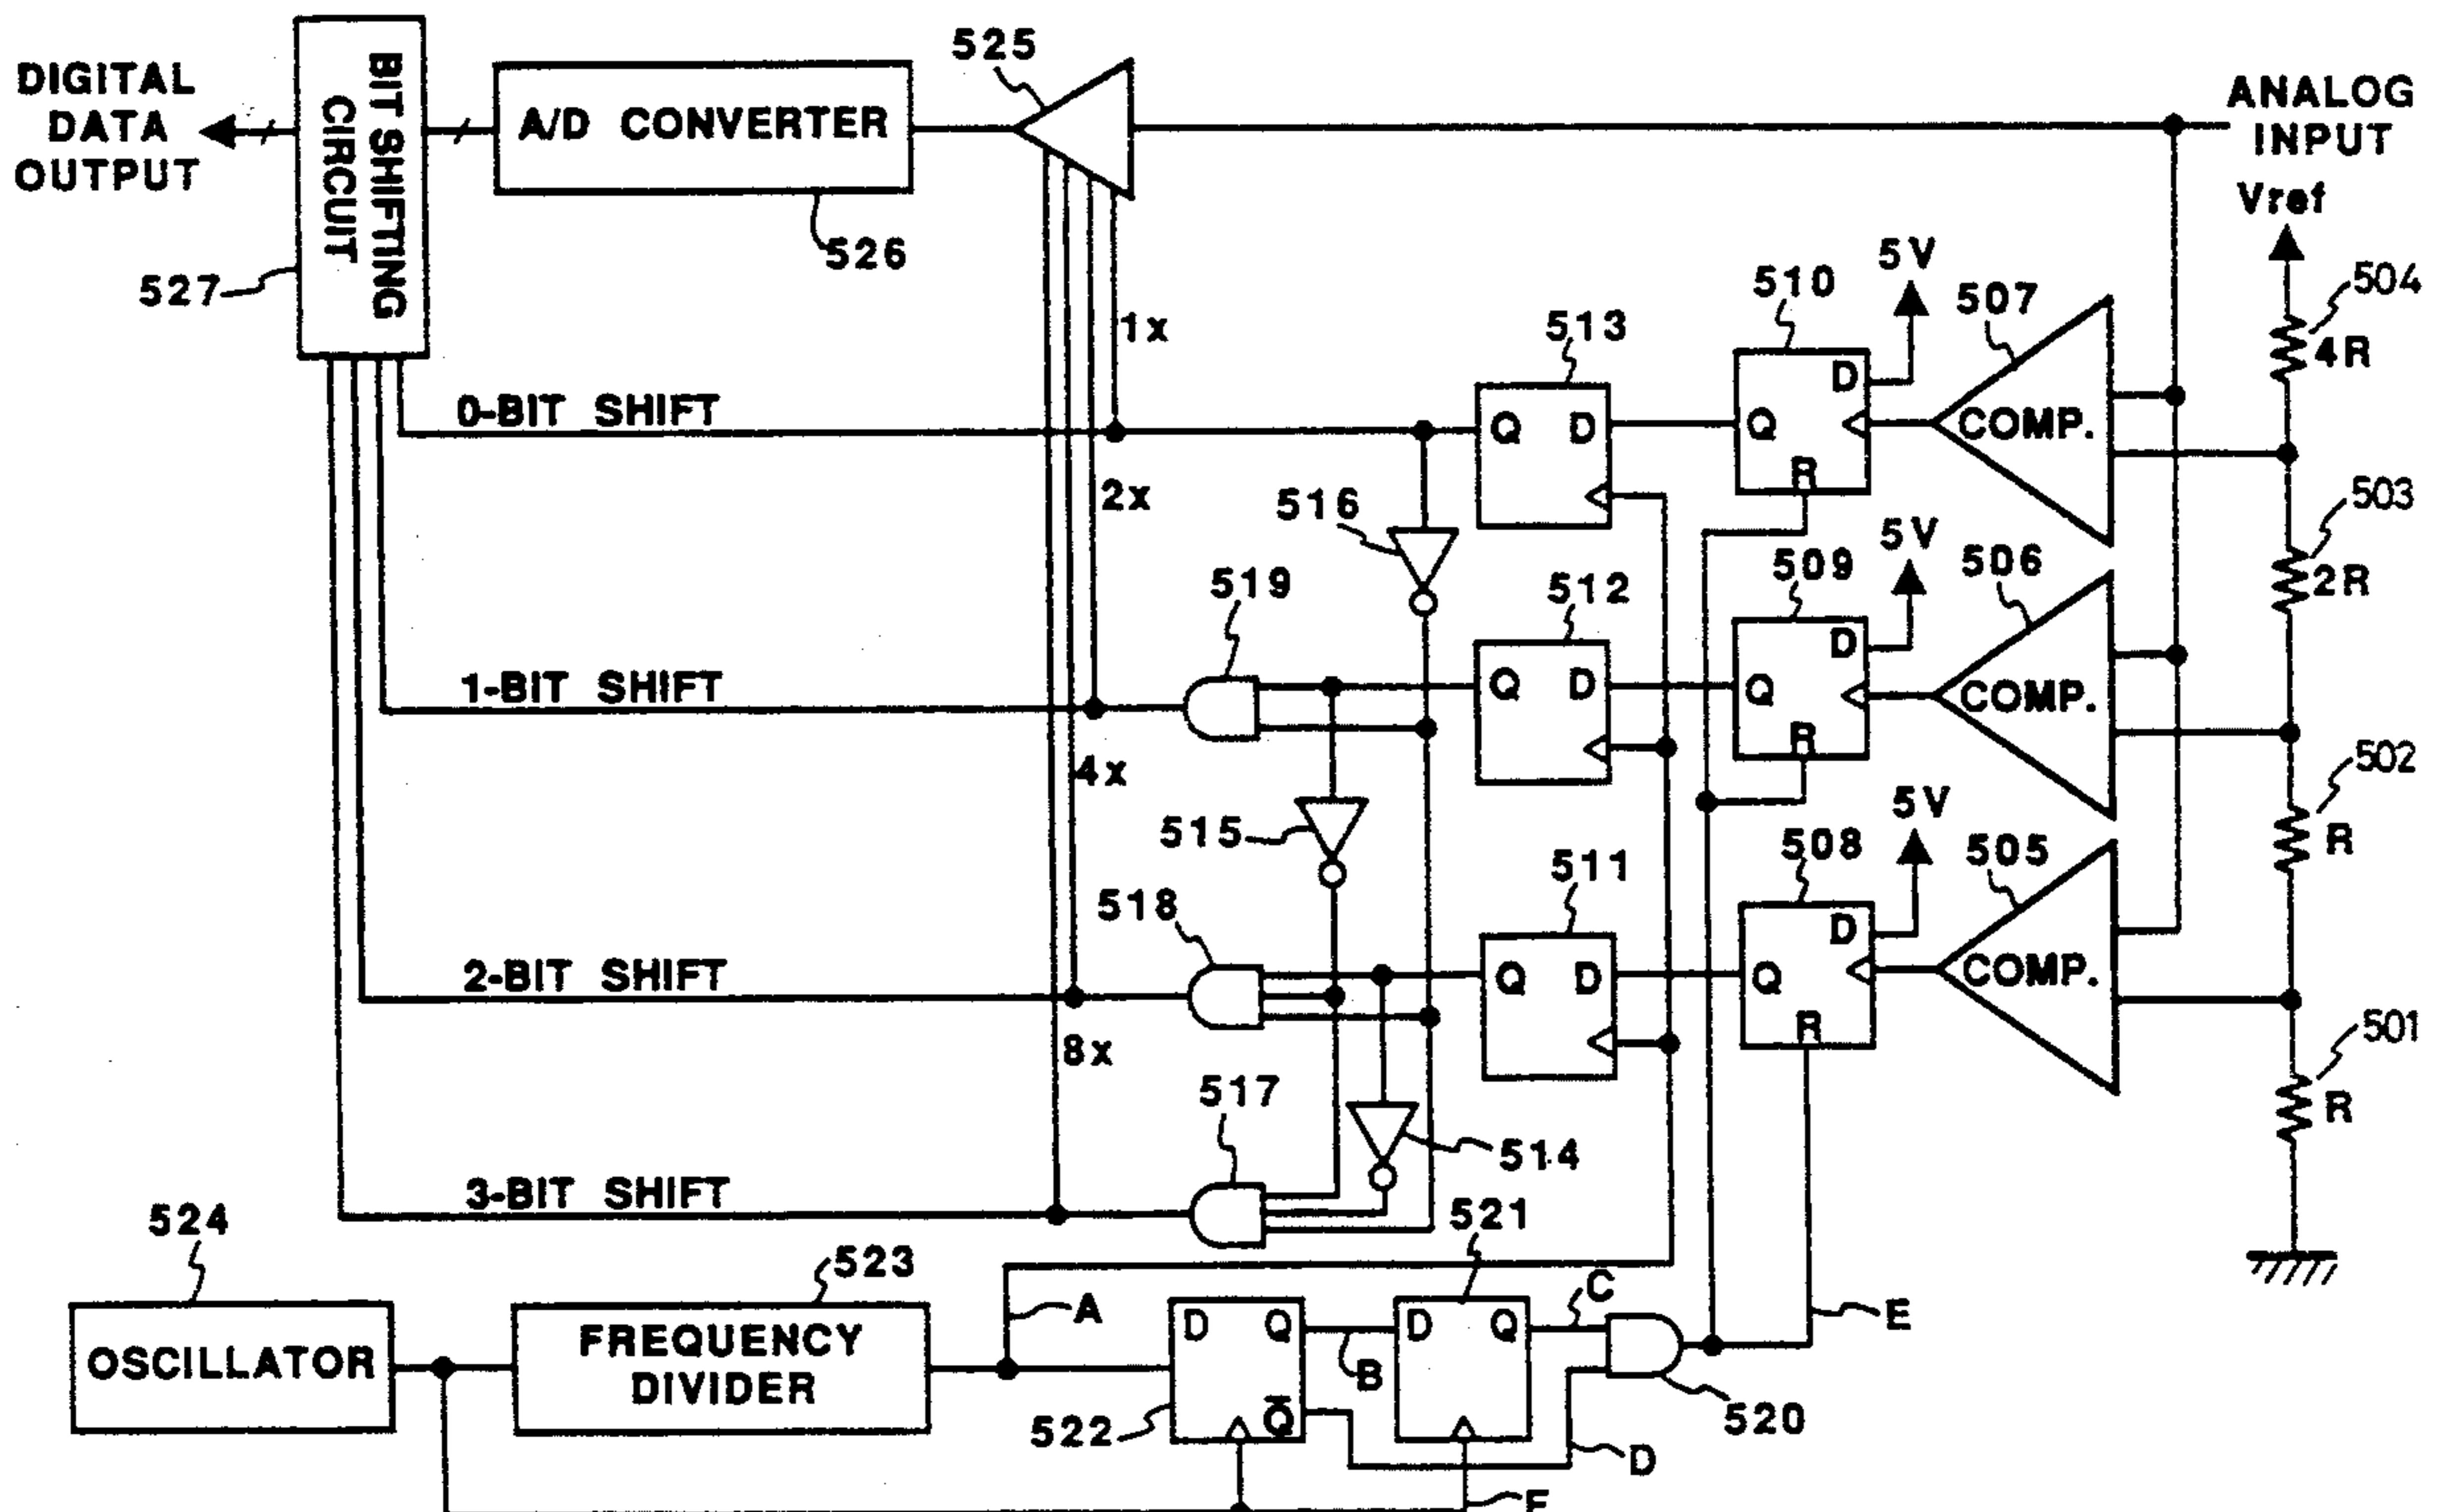 525
DIGITAL
DATA
OUTPUT
BIT SHIFTING
CIRCUIT
A/D CONVERTER
ANALOG
INPUT
Vref
526
527
5V
504
510
507
513
4R
1x
D
0-BIT SHIFT
Q D
Q
COMP.
R
2x
503
516
5V
509
506
2R
519
512
D
1-BIT SHIFT
Q D
Q
COMP.
R
502
4x
5V
515
508
505
R
511
518
D
2-BIT SHIFT
Q D
Q
COMP.
R
501
8x
517
R
514
3-BIT SHIFT
521
524
523
C
A
E
OSCILLATOR
FREQUENCY
DIVIDER
D Q
D Q
B
Q̅
522
520
D